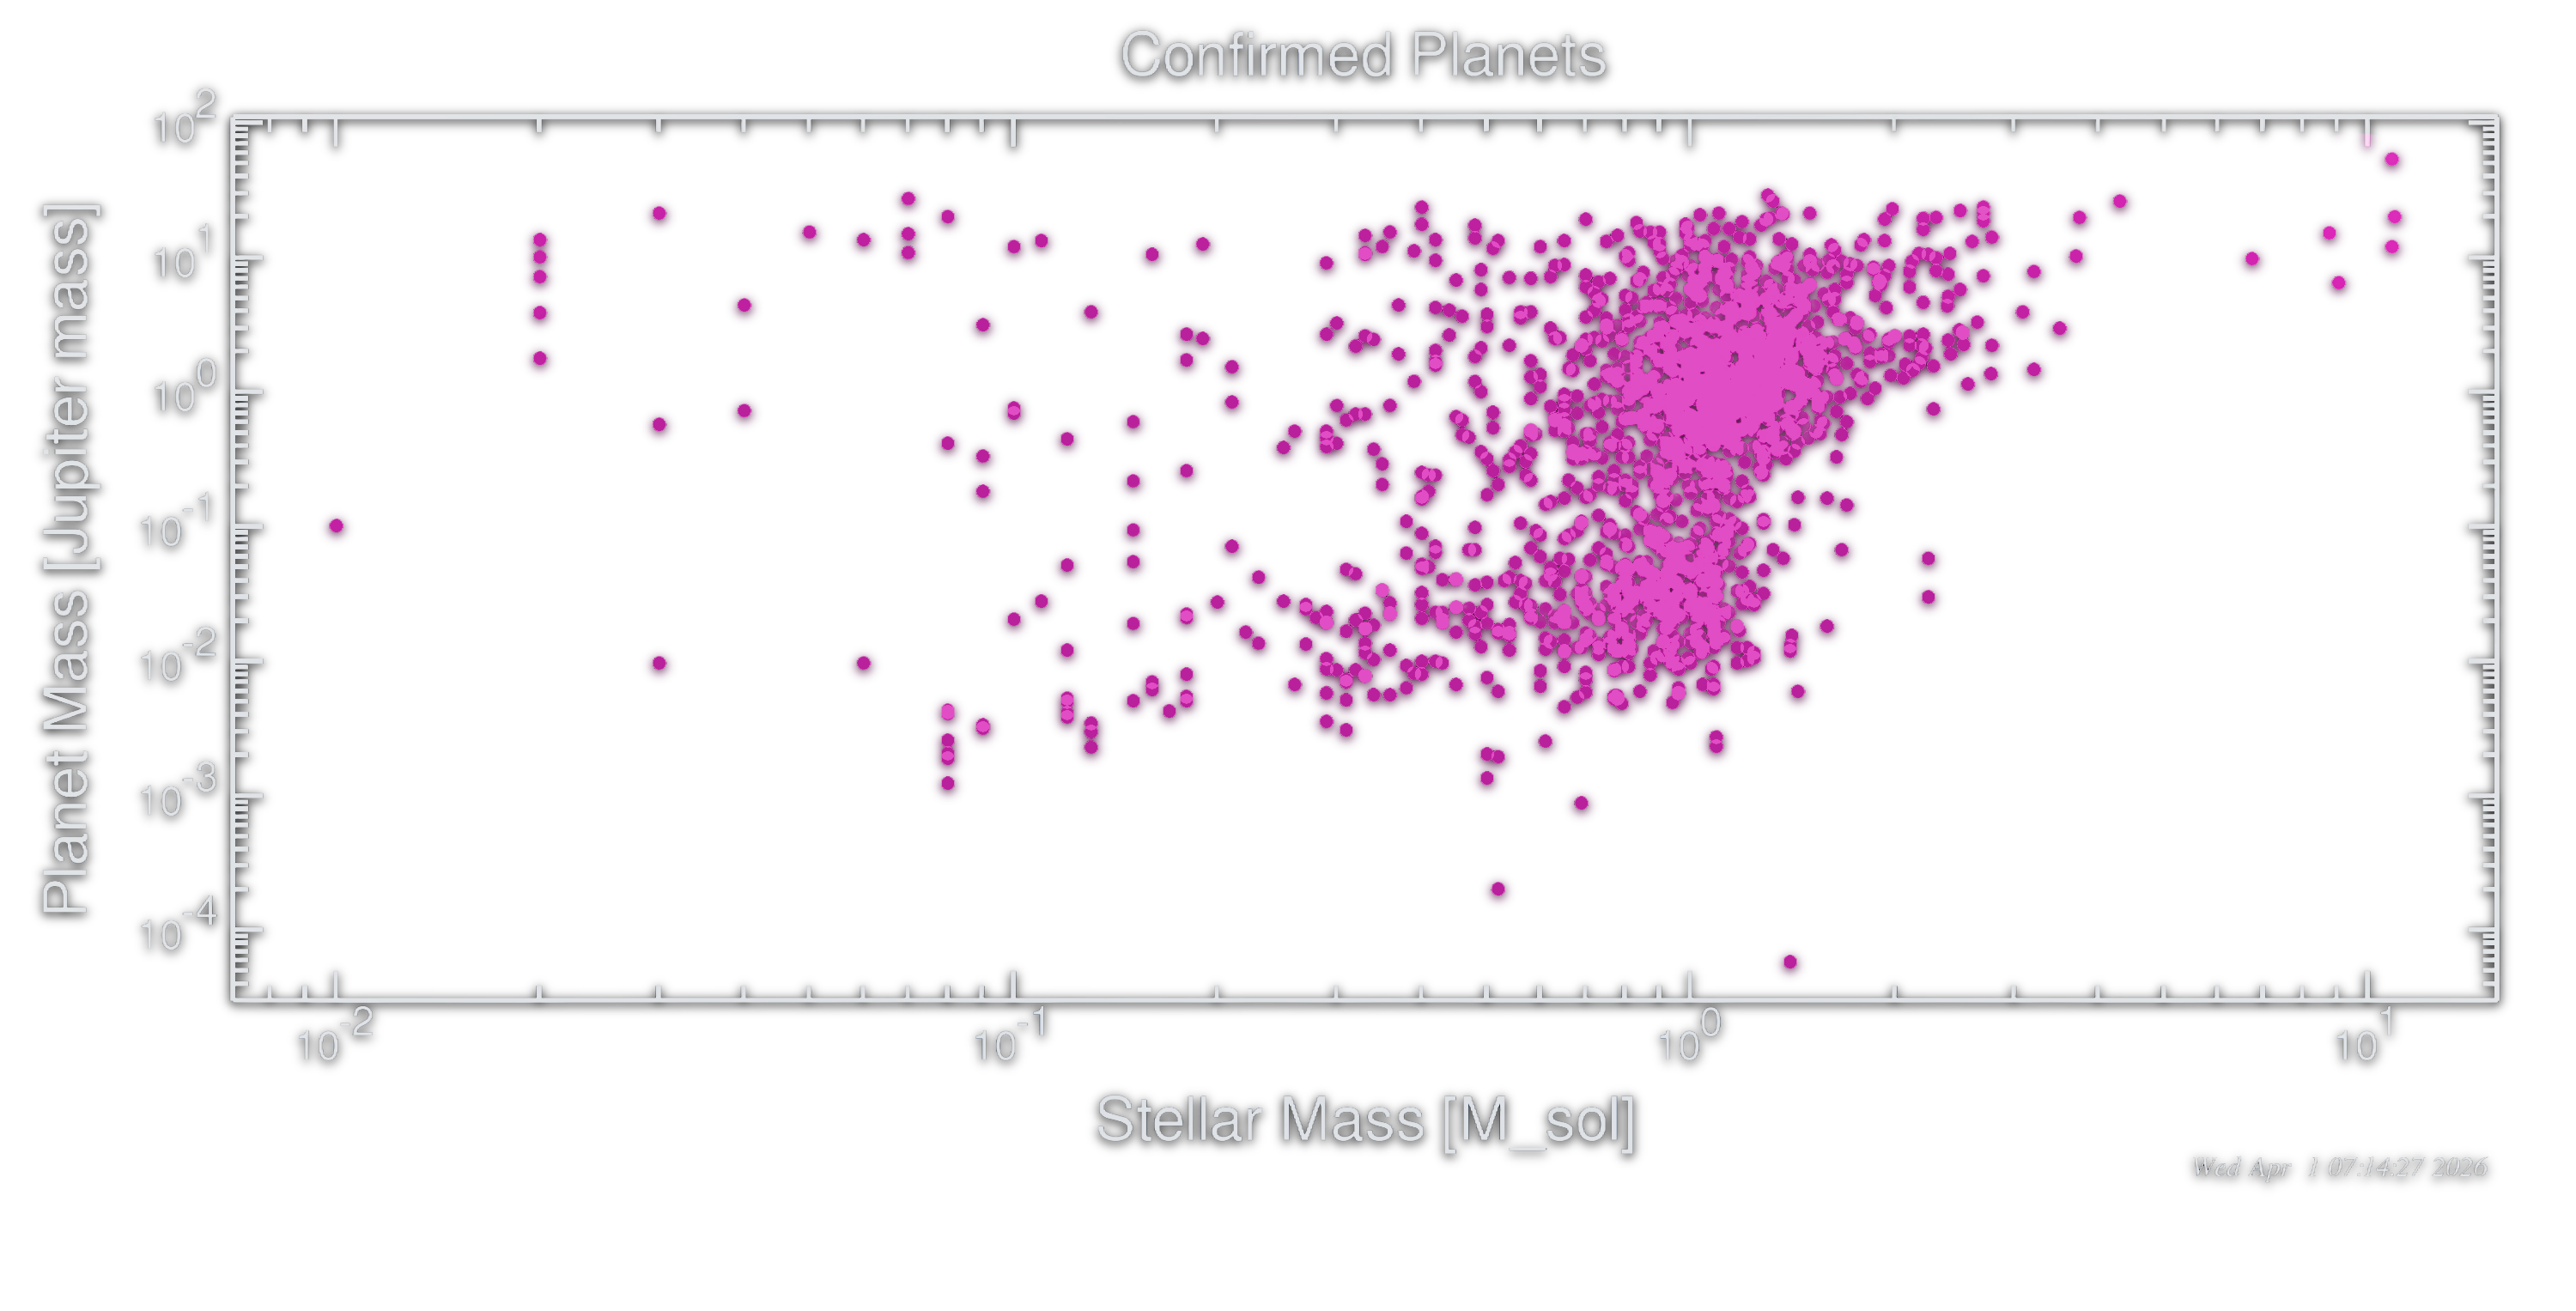 Confirmed Planets
Planet Mass [Jupiter mass]
10^2
10^1
10^0
10^-1
10^-2
10^-3
10^-4
10^-2 10^-1 10^0 10^1
Stellar Mass [M_sol]
Wed Apr 1 07:14:27 2026